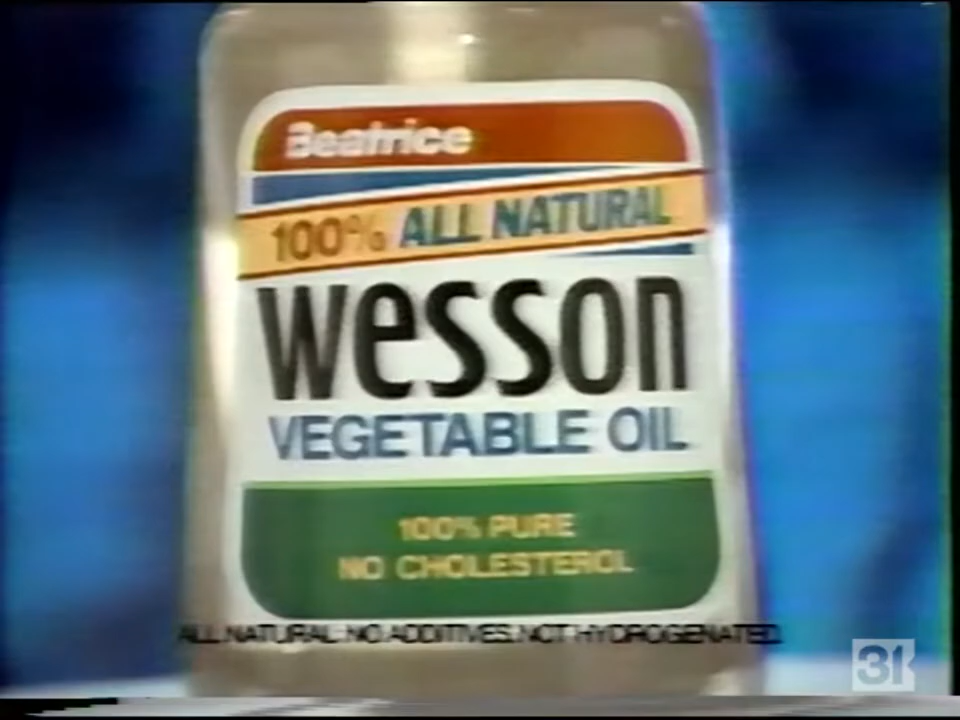 Beatrice
100% ALL NATURAL
wesson
VEGETABLE OIL
100% PURE
NO CHOLESTEROL
ALL NATURAL. NO ADDITIVES. NOT HYDROGENATED.
31